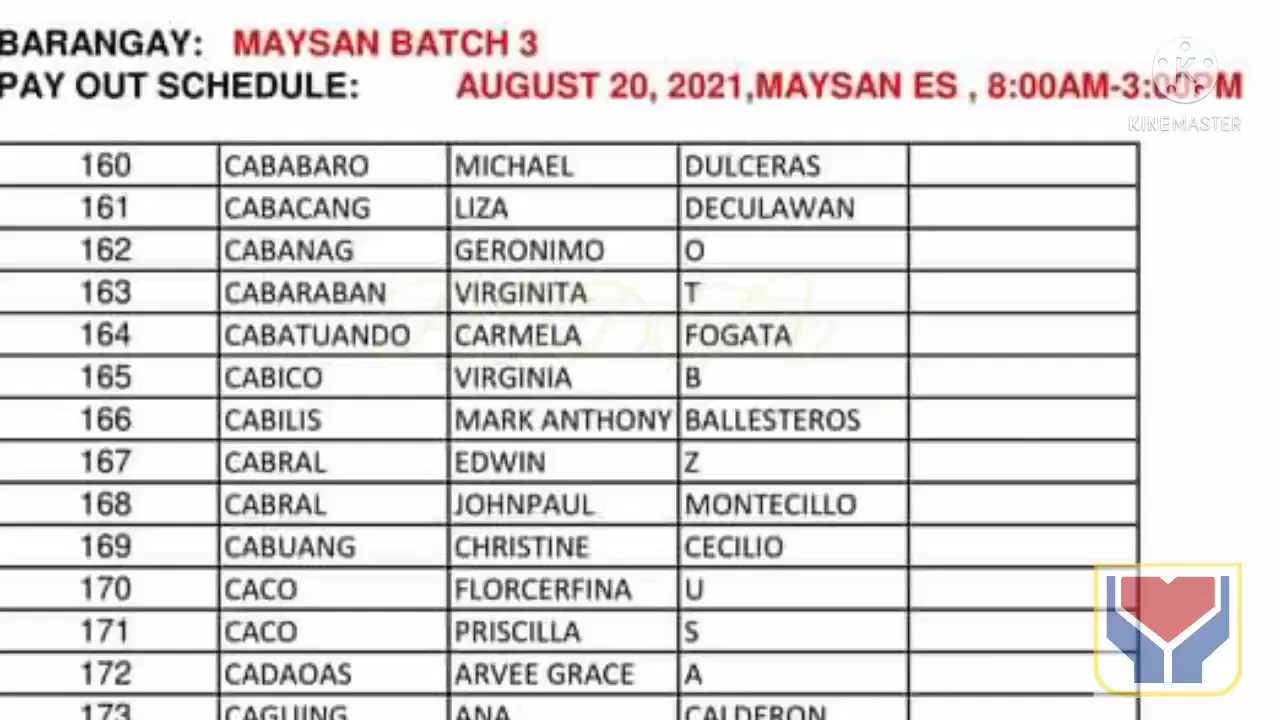 BARANGAY: MAYSAN BATCH 3
PAY OUT SCHEDULE: AUGUST 20, 2021,MAYSAN ES , 8:00AM-3:00PM
KINEMASTER
160 CABABARO MICHAEL DULCERAS
161 CABACANG LIZA DECULAWAN
162 CABANAG GERONIMO O
163 CABARABAN VIRGINITA T
164 CABATUANDO CARMELA FOGATA
165 CABICO VIRGINIA B
166 CABILIS MARK ANTHONY BALLESTEROS
167 CABRAL EDWIN Z
168 CABRAL JOHNPAUL MONTECILLO
169 CABUANG CHRISTINE CECILIO
170 CACO FLORCERFINA U
171 CACO PRISCILLA S
172 CADAOAS ARVEE GRACE A
173 CAGUING ANA CALDERON